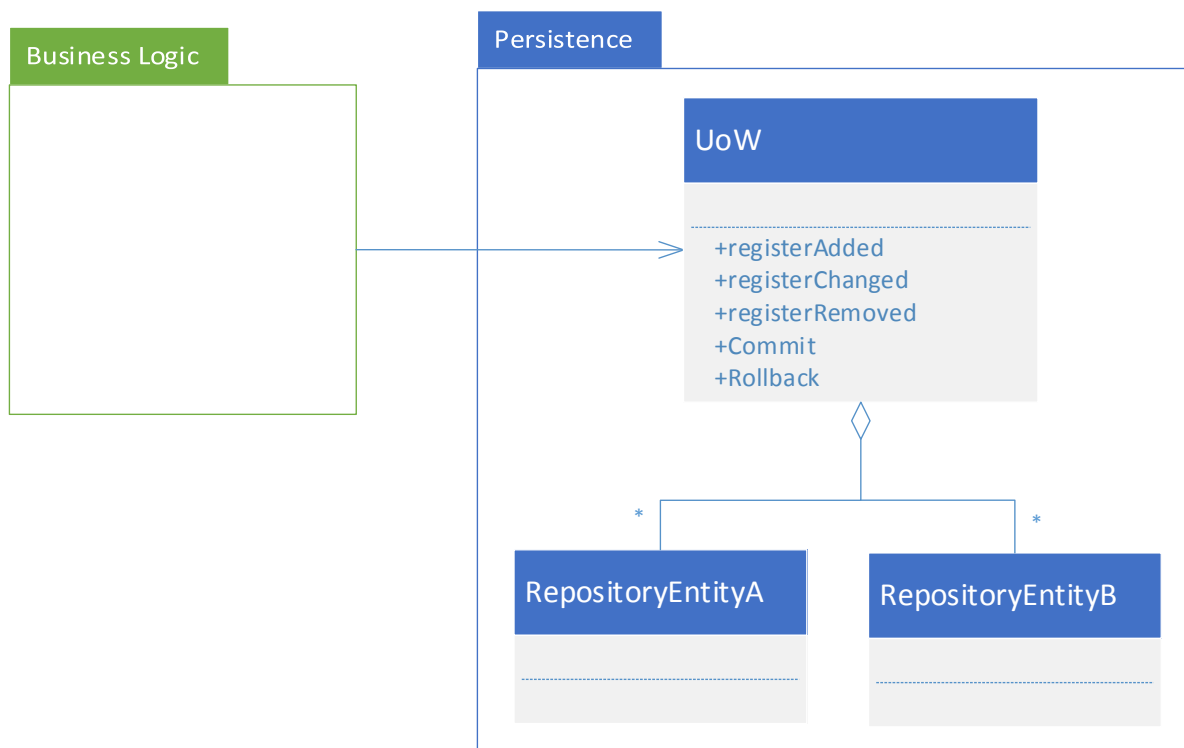 Business Logic
Persistence
UoW
+registerAdded
+registerChanged
+registerRemoved
+Commit
+Rollback
*
*
RepositoryEntityA
RepositoryEntityB